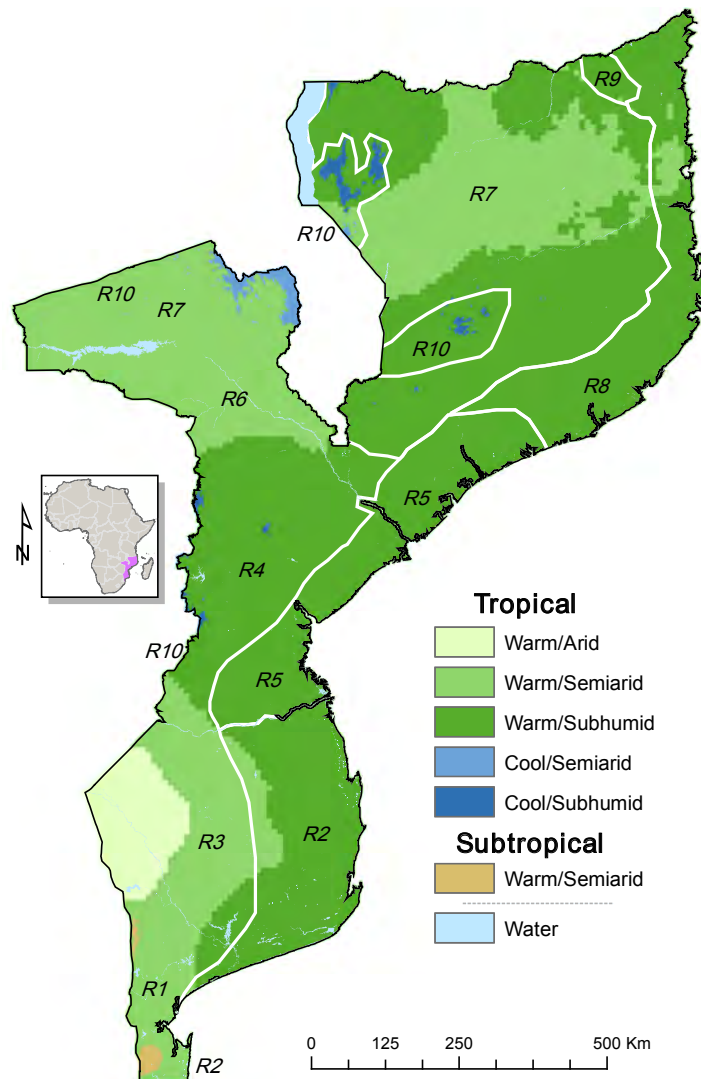 R9
R7
R10
R10
R7
R10
R6
R8
R5
N
R4
Tropical
Warm/Arid
R10
Warm/Semiarid
R5
Warm/Subhumid
Cool/Semiarid
Cool/Subhumid
R3
R2
Subtropical
Warm/Semiarid
Water
R1
0 125 250 500 Km
R2